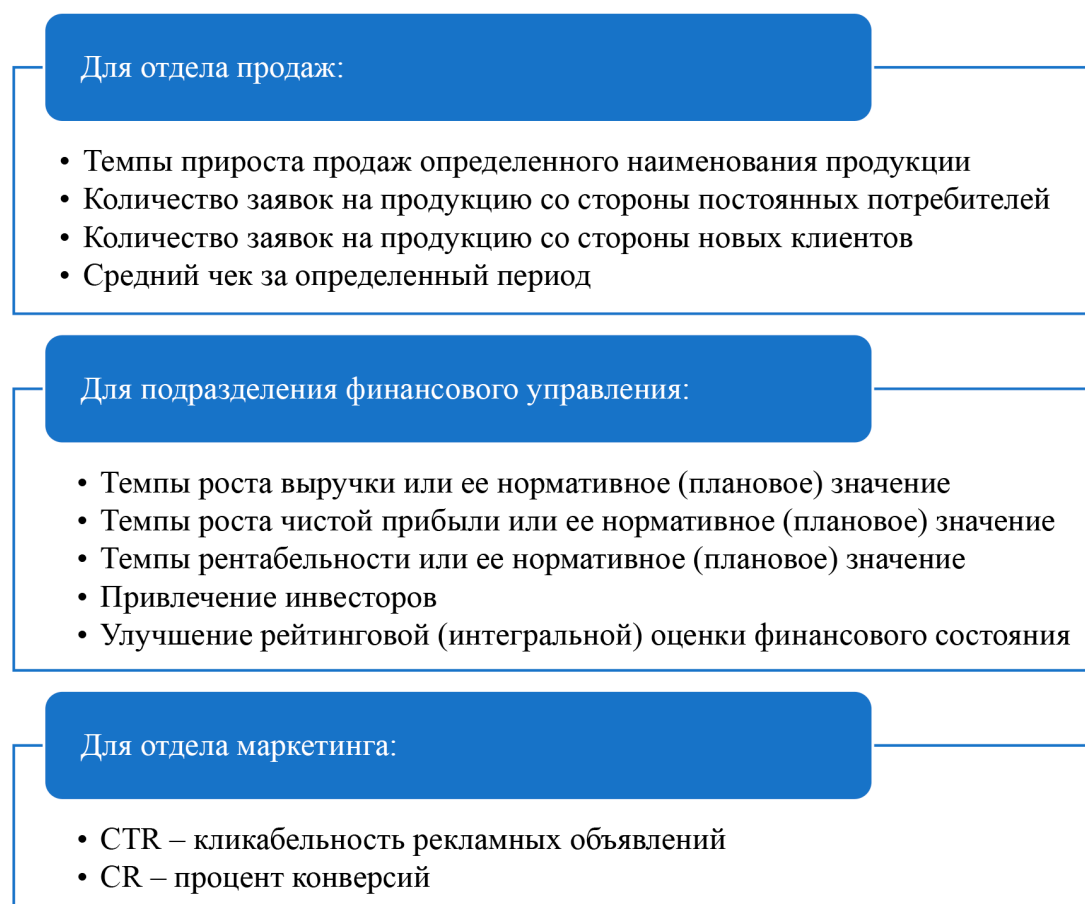 Для отдела продаж:
• Темпы прироста продаж определенного наименования продукции
• Количество заявок на продукцию со стороны постоянных потребителей
• Количество заявок на продукцию со стороны новых клиентов
• Средний чек за определенный период
Для подразделения финансового управления:
• Темпы роста выручки или ее нормативное (плановое) значение
• Темпы роста чистой прибыли или ее нормативное (плановое) значение
• Темпы рентабельности или ее нормативное (плановое) значение
• Привлечение инвесторов
• Улучшение рейтинговой (интегральной) оценки финансового состояния
Для отдела маркетинга:
• CTR – кликабельность рекламных объявлений
• CR – процент конверсий